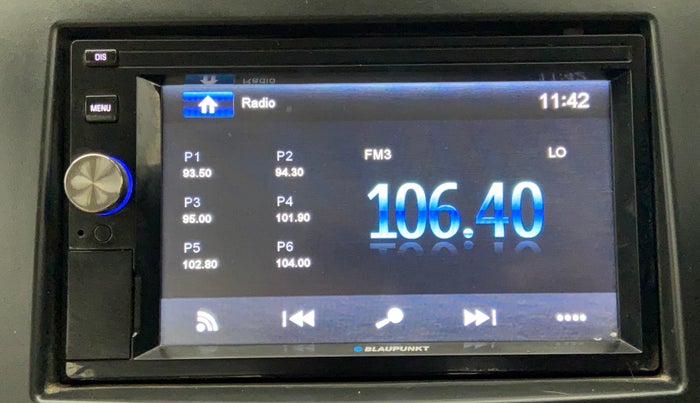 DIS
MENU
Radio 11:42
P1 P2 FM3 LO
93.50 94.30
106.40
P3 P4
95.00 101.90
P5 P6
102.80 104.00
BLAUPUNKT